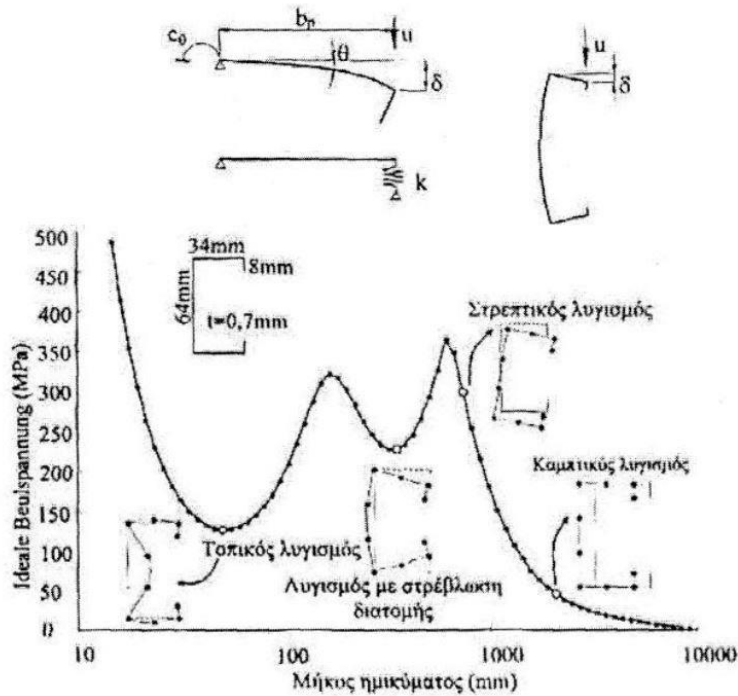 c₀
bₚ
u
θ
δ
k
u
δ
500
450
400
350
300
250
200
150
100
50
0
Ideale Beulspannung (MPa)
34mm
8mm
64mm
t=0,7mm
Στρεπτικός λυγισμός
Καμπτικός λυγισμός
Τοπικός λυγισμός
Λυγισμός με στρέβλωση
διατομής
10
100
1000
10000
Μήκος ημικύματος (mm)